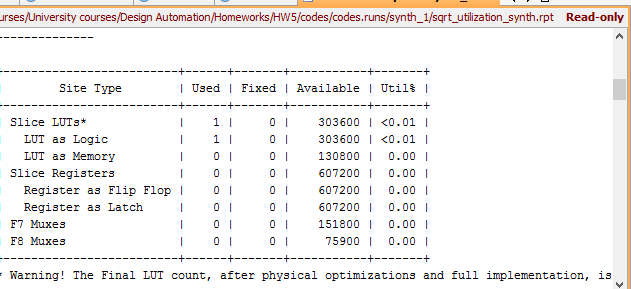 urses/University courses/Design Automation/Homeworks/HW5/codes/codes.runs/synth_1/sqrt_utilization_synth.rpt Read-only
--------------
+----------------------------+------+-------+-----------+-------+
| Site Type | Used | Fixed | Available | Util% |
+----------------------------+------+-------+-----------+-------+
| Slice LUTs* | 1 | 0 | 303600 | <0.01 |
| LUT as Logic | 1 | 0 | 303600 | <0.01 |
| LUT as Memory | 0 | 0 | 130800 | 0.00 |
| Slice Registers | 0 | 0 | 607200 | 0.00 |
| Register as Flip Flop | 0 | 0 | 607200 | 0.00 |
| Register as Latch | 0 | 0 | 607200 | 0.00 |
| F7 Muxes | 0 | 0 | 151800 | 0.00 |
| F8 Muxes | 0 | 0 | 75900 | 0.00 |
+----------------------------+------+-------+-----------+-------+
* Warning! The Final LUT count, after physical optimizations and full implementation, is